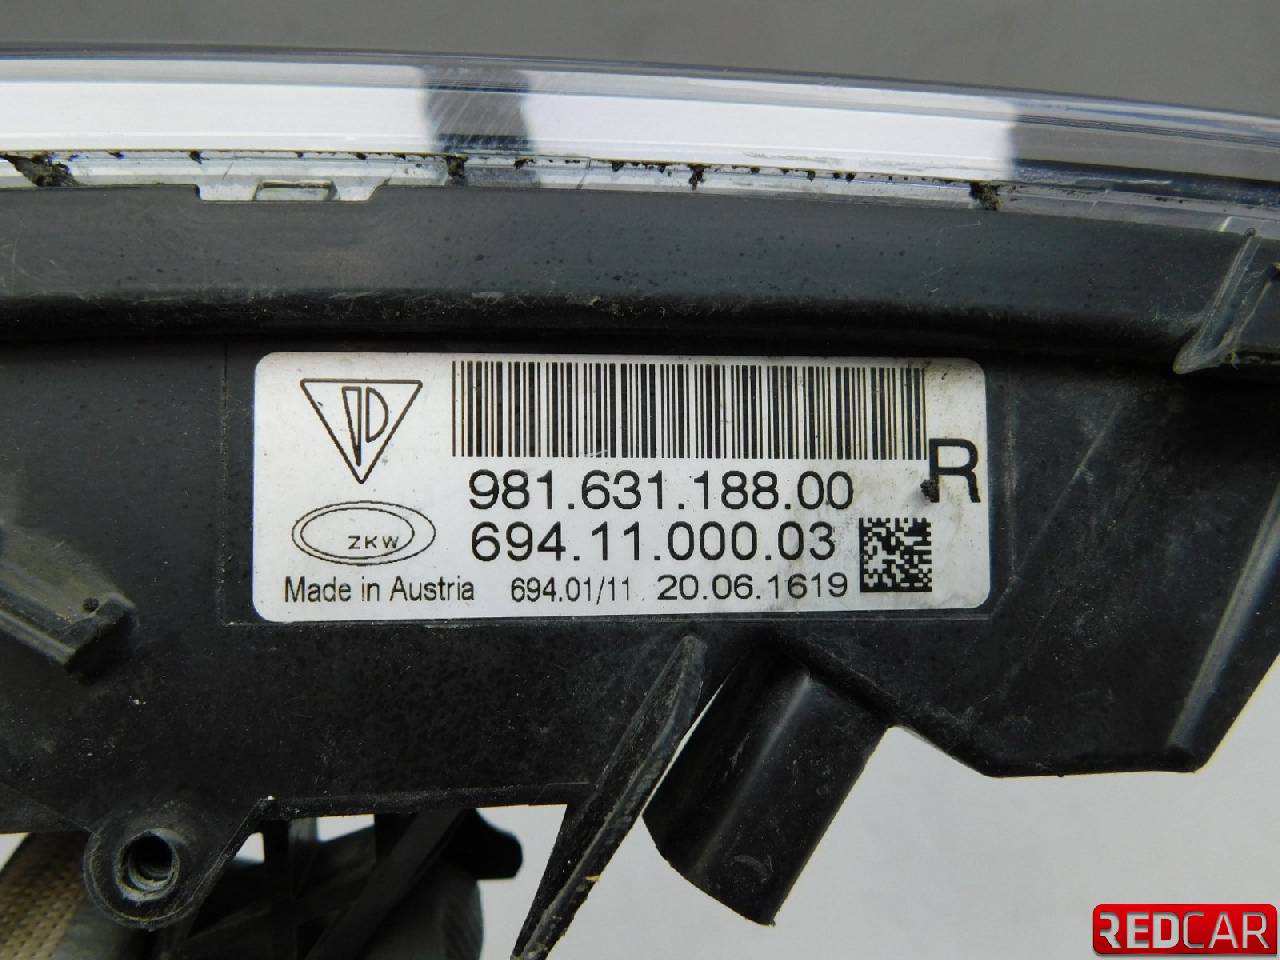 981.631.188.00
R
ZKW
694.11.000.03
Made in Austria 694.01/11 20.06.1619
REDCAR